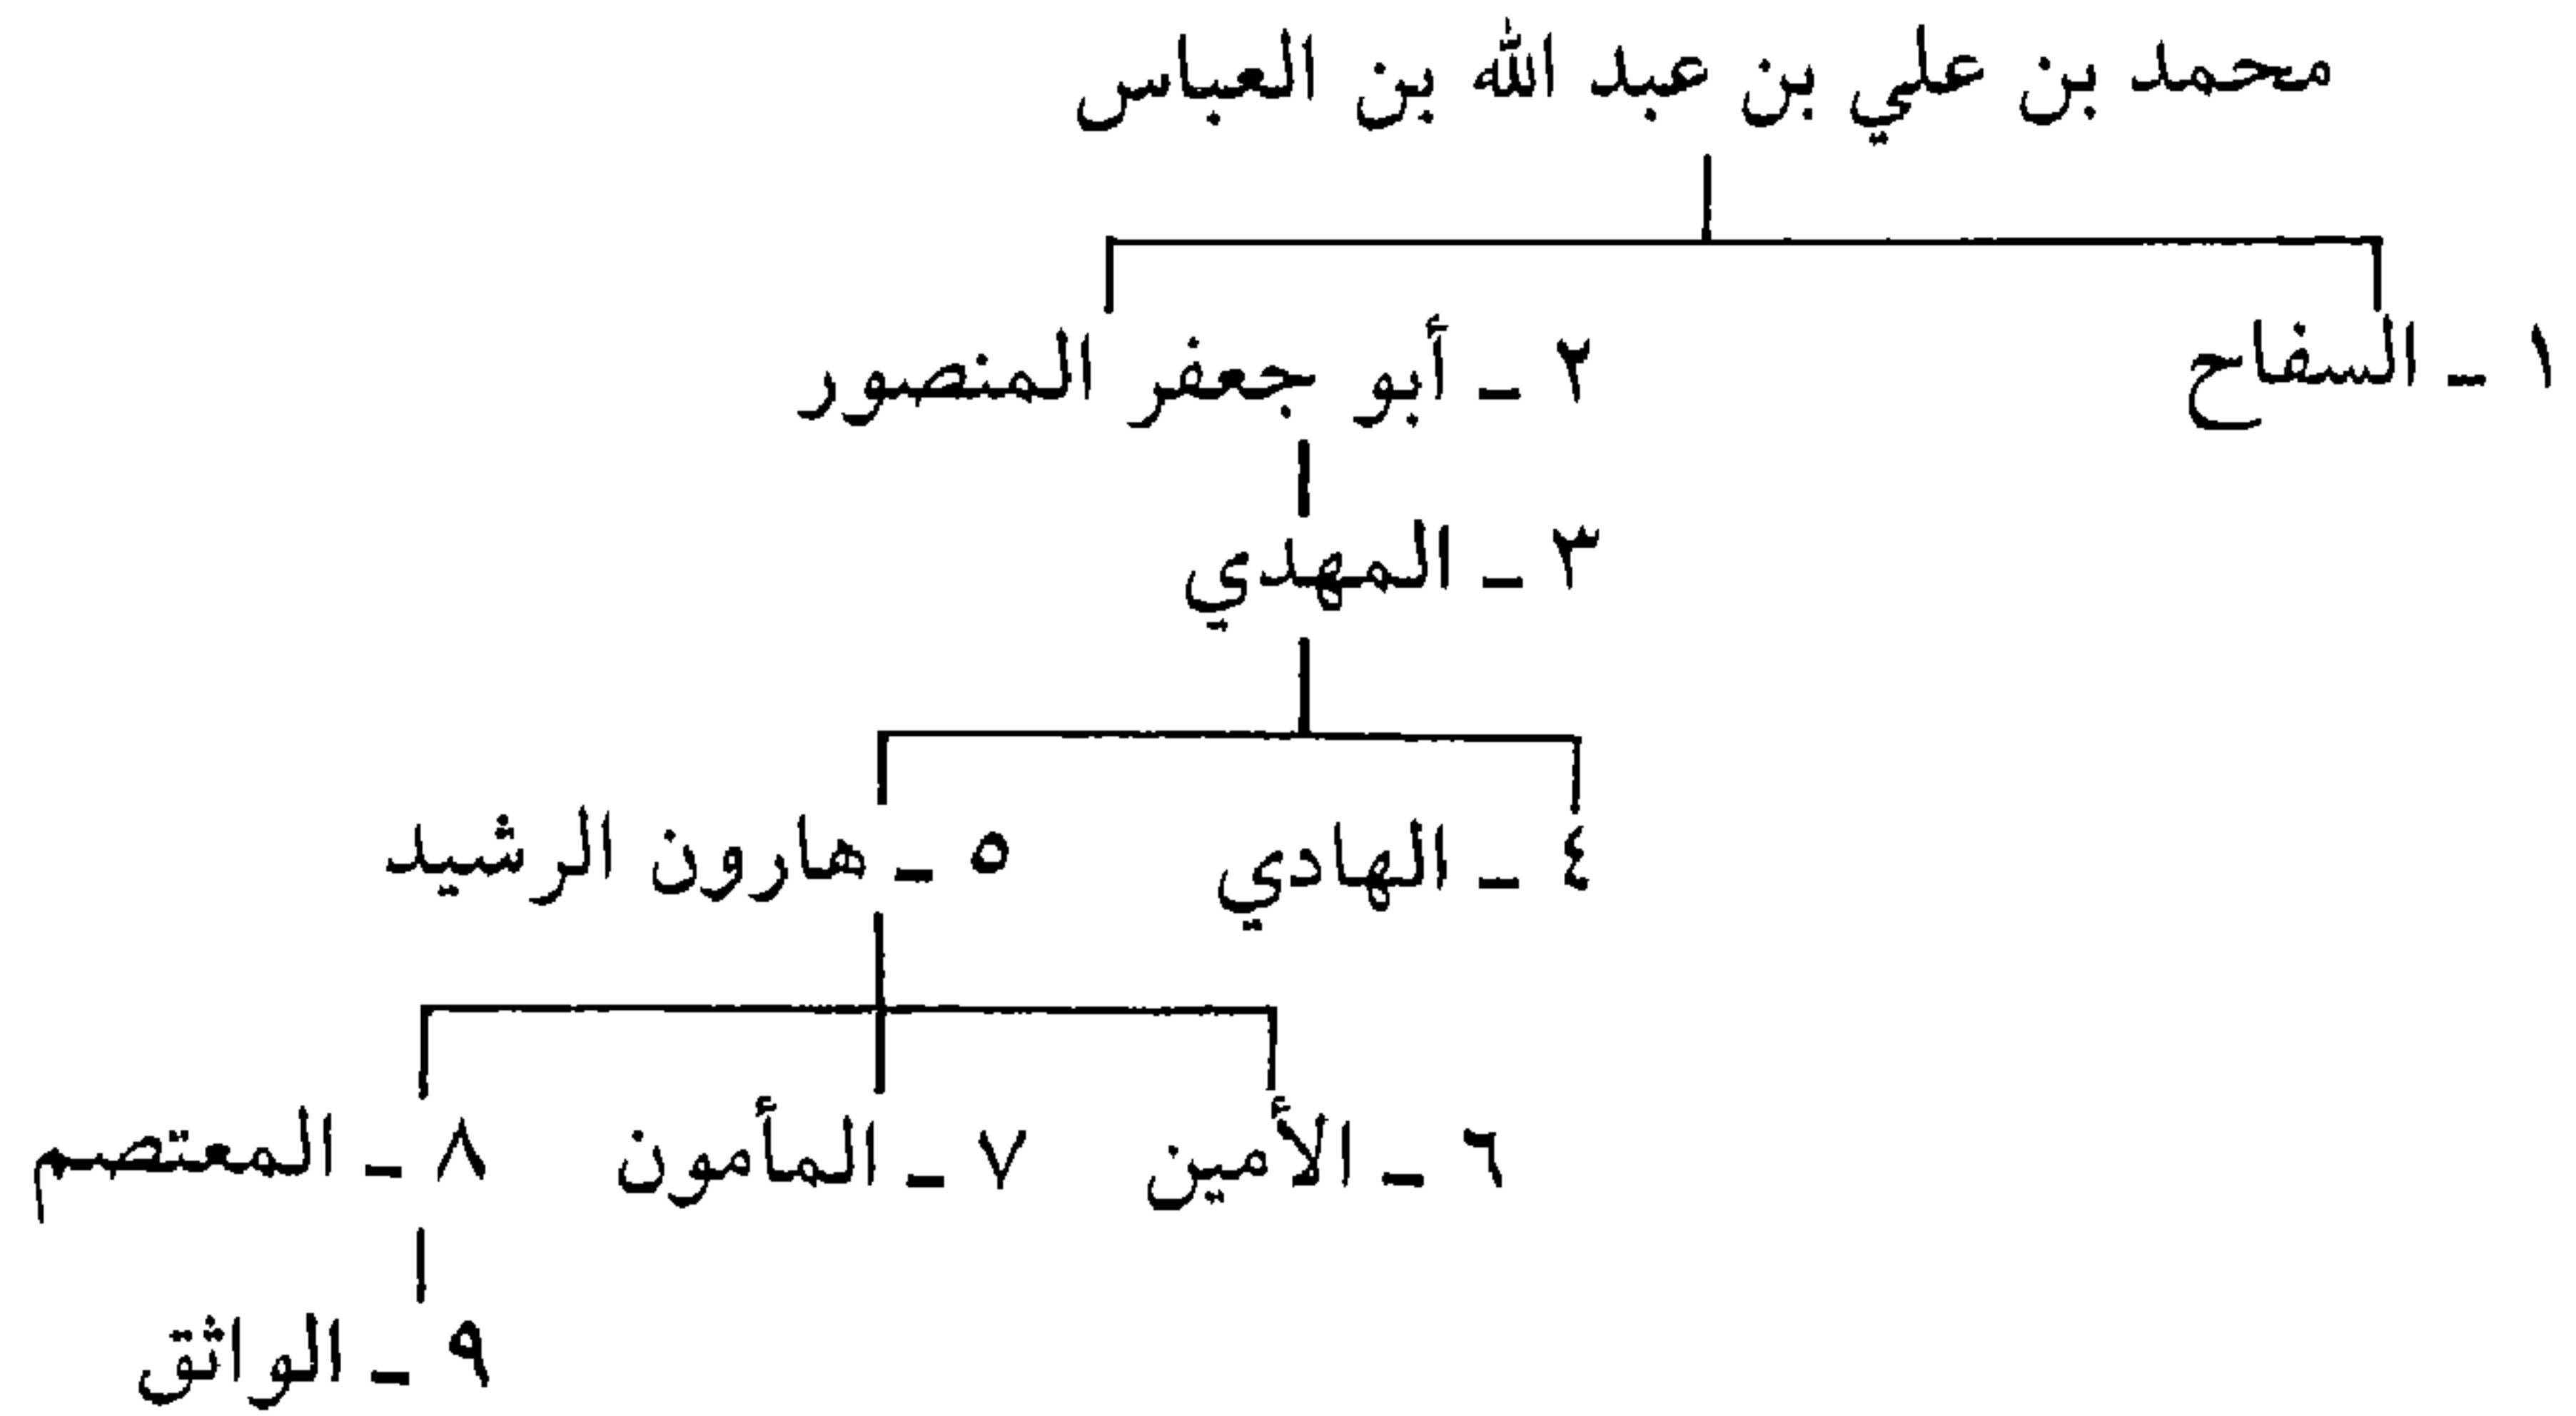 محمد بن علي بن عبد الله بن العباس
١ ـ السفاح
٢ ـ أبو جعفر المنصور
٣ ـ المهدي
٤ ـ الهادي
٥ ـ هارون الرشيد
٦ ـ الأمين
٧ ـ المأمون
٨ ـ المعتصم
٩ ـ الواثق